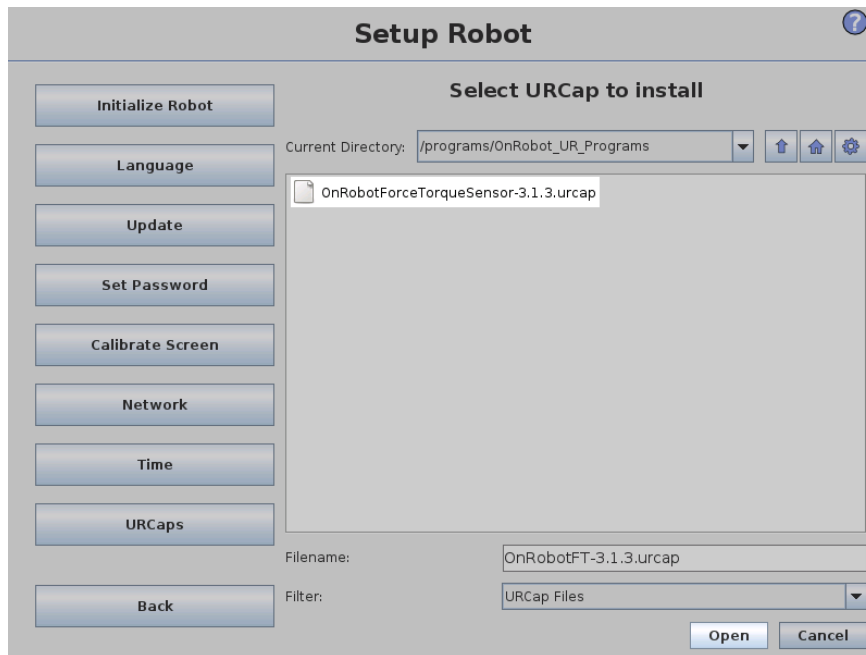 Setup Robot
?
Select URCap to install
Initialize Robot
Current Directory: /programs/OnRobot_UR_Programs
Language
OnRobotForceTorqueSensor-3.1.3.urcap
Update
Set Password
Calibrate Screen
Network
Time
URCaps
Filename: OnRobotFT-3.1.3.urcap
Back
Filter: URCap Files
Open Cancel